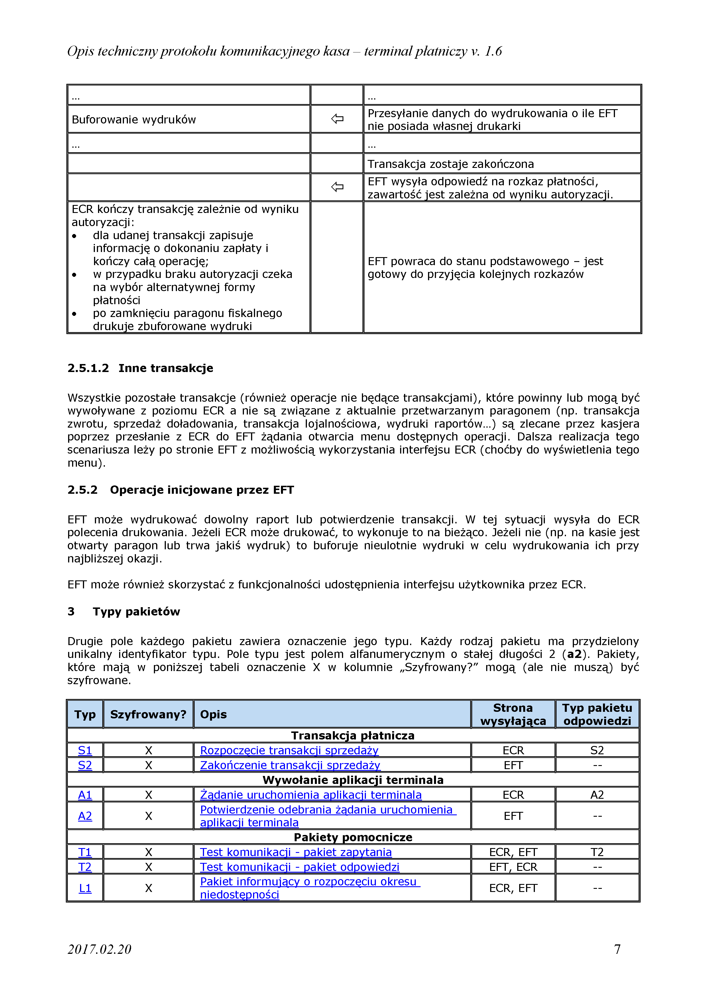 Opis techniczny protokołu komunikacyjnego kasa – terminal płatniczy v. 1.6
... ...
Buforowanie wydruków ⇦ Przesyłanie danych do wydrukowania o ile EFT
nie posiada własnej drukarki
... ...
Transakcja zostaje zakończona
⇦ EFT wysyła odpowiedź na rozkaz płatności,
zawartość jest zależna od wyniku autoryzacji.
ECR kończy transakcję zależnie od wyniku
autoryzacji:
• dla udanej transakcji zapisuje
informację o dokonaniu zapłaty i
kończy całą operację;
• w przypadku braku autoryzacji czeka
na wybór alternatywnej formy
płatności
• po zamknięciu paragonu fiskalnego
drukuje zbuforowane wydruki
EFT powraca do stanu podstawowego – jest
gotowy do przyjęcia kolejnych rozkazów
2.5.1.2 Inne transakcje
Wszystkie pozostałe transakcje (również operacje nie będące transakcjami), które powinny lub mogą być
wywoływane z poziomu ECR a nie są związane z aktualnie przetwarzanym paragonem (np. transakcja
zwrotu, sprzedaż doładowania, transakcja lojalnościowa, wydruki raportów...) są zlecane przez kasjera
poprzez przesłanie z ECR do EFT żądania otwarcia menu dostępnych operacji. Dalsza realizacja tego
scenariusza leży po stronie EFT z możliwością wykorzystania interfejsu ECR (choćby do wyświetlenia tego
menu).
2.5.2 Operacje inicjowane przez EFT
EFT może wydrukować dowolny raport lub potwierdzenie transakcji. W tej sytuacji wysyła do ECR
polecenia drukowania. Jeżeli ECR może drukować, to wykonuje to na bieżąco. Jeżeli nie (np. na kasie jest
otwarty paragon lub trwa jakiś wydruk) to buforuje nieulotnie wydruki w celu wydrukowania ich przy
najbliższej okazji.
EFT może również skorzystać z funkcjonalności udostępnienia interfejsu użytkownika przez ECR.
3 Typy pakietów
Drugie pole każdego pakietu zawiera oznaczenie jego typu. Każdy rodzaj pakietu ma przydzielony
unikalny identyfikator typu. Pole typu jest polem alfanumerycznym o stałej długości 2 (a2). Pakiety,
które mają w poniższej tabeli oznaczenie X w kolumnie „Szyfrowany?” mogą (ale nie muszą) być
szyfrowane.
Typ Szyfrowany? Opis Strona wysyłająca Typ pakietu odpowiedzi
Transakcja płatnicza
S1 X Rozpoczęcie transakcji sprzedaży ECR S2
S2 X Zakończenie transakcji sprzedaży EFT --
Wywołanie aplikacji terminala
A1 X Żądanie uruchomienia aplikacji terminala ECR A2
A2 X Potwierdzenie odebrania żądania uruchomienia
aplikacji terminala EFT --
Pakiety pomocnicze
T1 X Test komunikacji - pakiet zapytania ECR, EFT T2
T2 X Test komunikacji - pakiet odpowiedzi EFT, ECR --
L1 X Pakiet informujący o rozpoczęciu okresu
niedostępności ECR, EFT --
2017.02.20 7